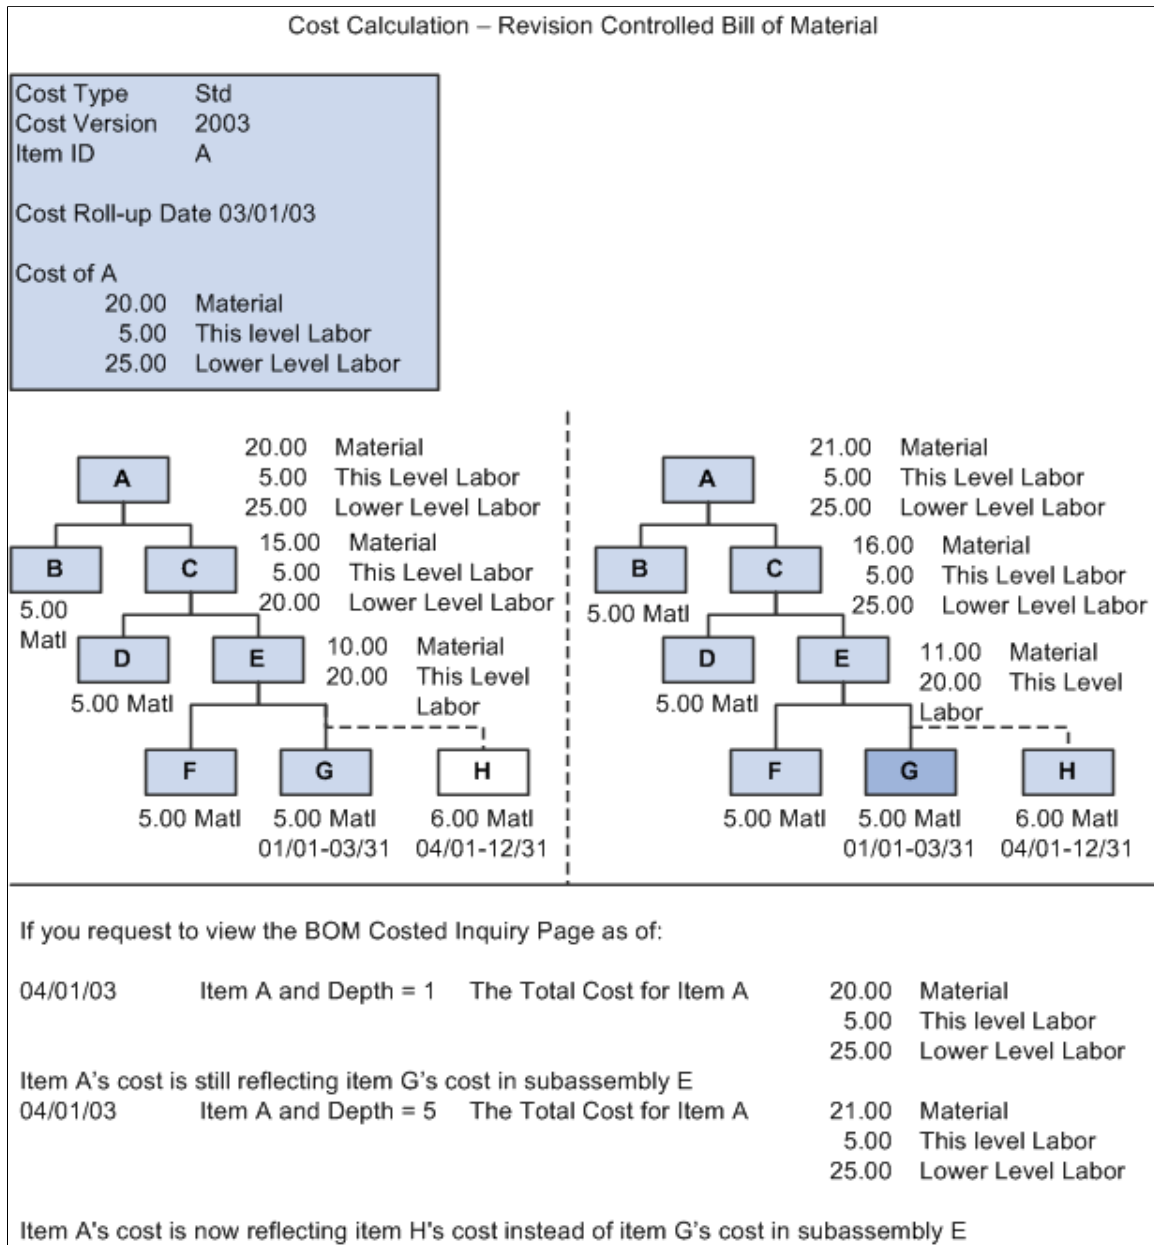 Cost Calculation – Revision Controlled Bill of Material
Cost Type Std
Cost Version 2003
Item ID A
Cost Roll-up Date 03/01/03
Cost of A
20.00 Material
5.00 This level Labor
25.00 Lower Level Labor
A
20.00 Material
5.00 This Level Labor
25.00 Lower Level Labor
B
5.00
Matl
C
15.00 Material
5.00 This Level Labor
20.00 Lower Level Labor
D
5.00 Matl
E
10.00 Material
20.00 This Level
Labor
F
5.00 Matl
G
5.00 Matl
01/01-03/31
H
6.00 Matl
04/01-12/31
A
21.00 Material
5.00 This Level Labor
25.00 Lower Level Labor
B
5.00 Matl
C
16.00 Material
5.00 This Level Labor
25.00 Lower Level Labor
D
5.00 Matl
E
11.00 Material
20.00 This Level
Labor
F
5.00 Matl
G
5.00 Matl
01/01-03/31
H
6.00 Matl
04/01-12/31
If you request to view the BOM Costed Inquiry Page as of:
04/01/03 Item A and Depth = 1 The Total Cost for Item A 20.00 Material
5.00 This level Labor
25.00 Lower Level Labor
Item A's cost is still reflecting item G's cost in subassembly E
04/01/03 Item A and Depth = 5 The Total Cost for Item A 21.00 Material
5.00 This level Labor
25.00 Lower Level Labor
Item A's cost is now reflecting item H's cost instead of item G's cost in subassembly E